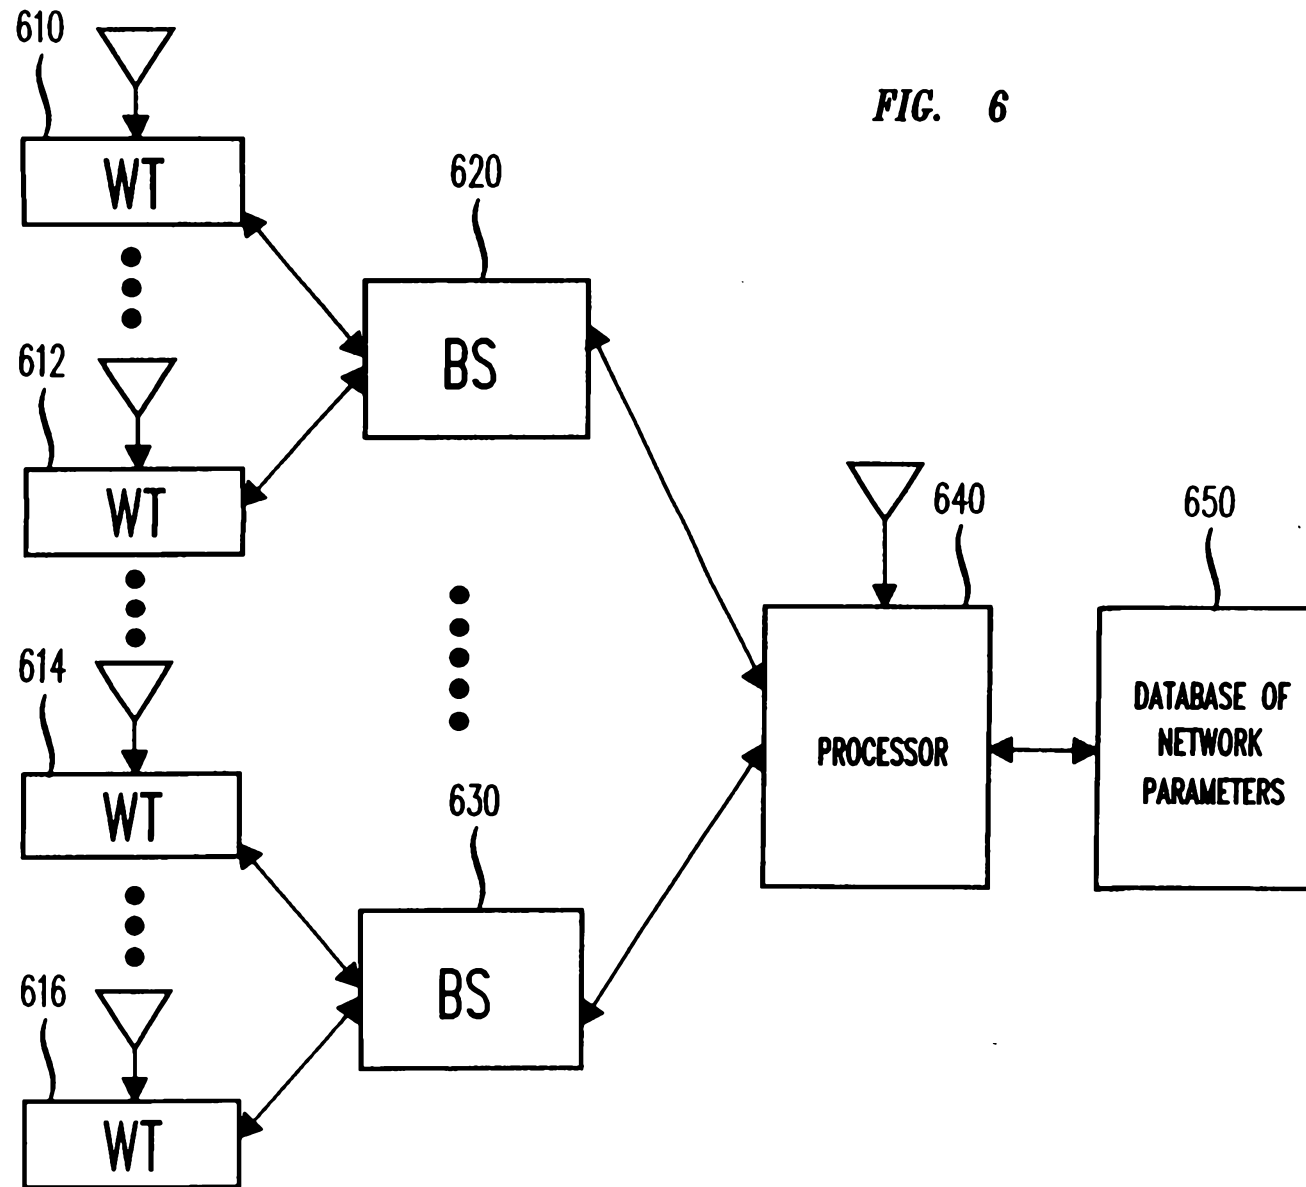 610
FIG. 6
WT
620
BS
612
WT
640
650
PROCESSOR
DATABASE OF
NETWORK
PARAMETERS
614
WT
630
BS
616
WT